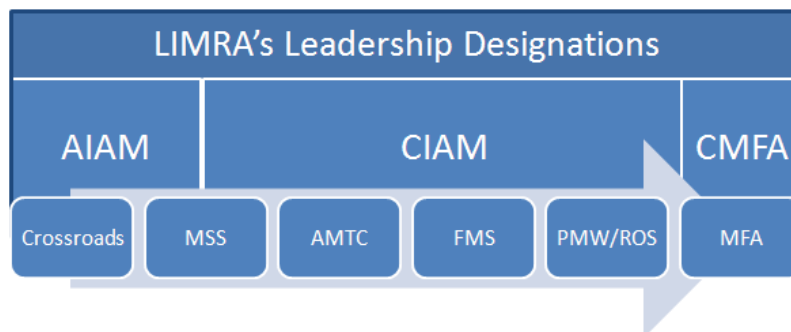 LIMRA's Leadership Designations
AIAM CIAM CMFA
Crossroads MSS AMTC FMS PMW/ROS MFA